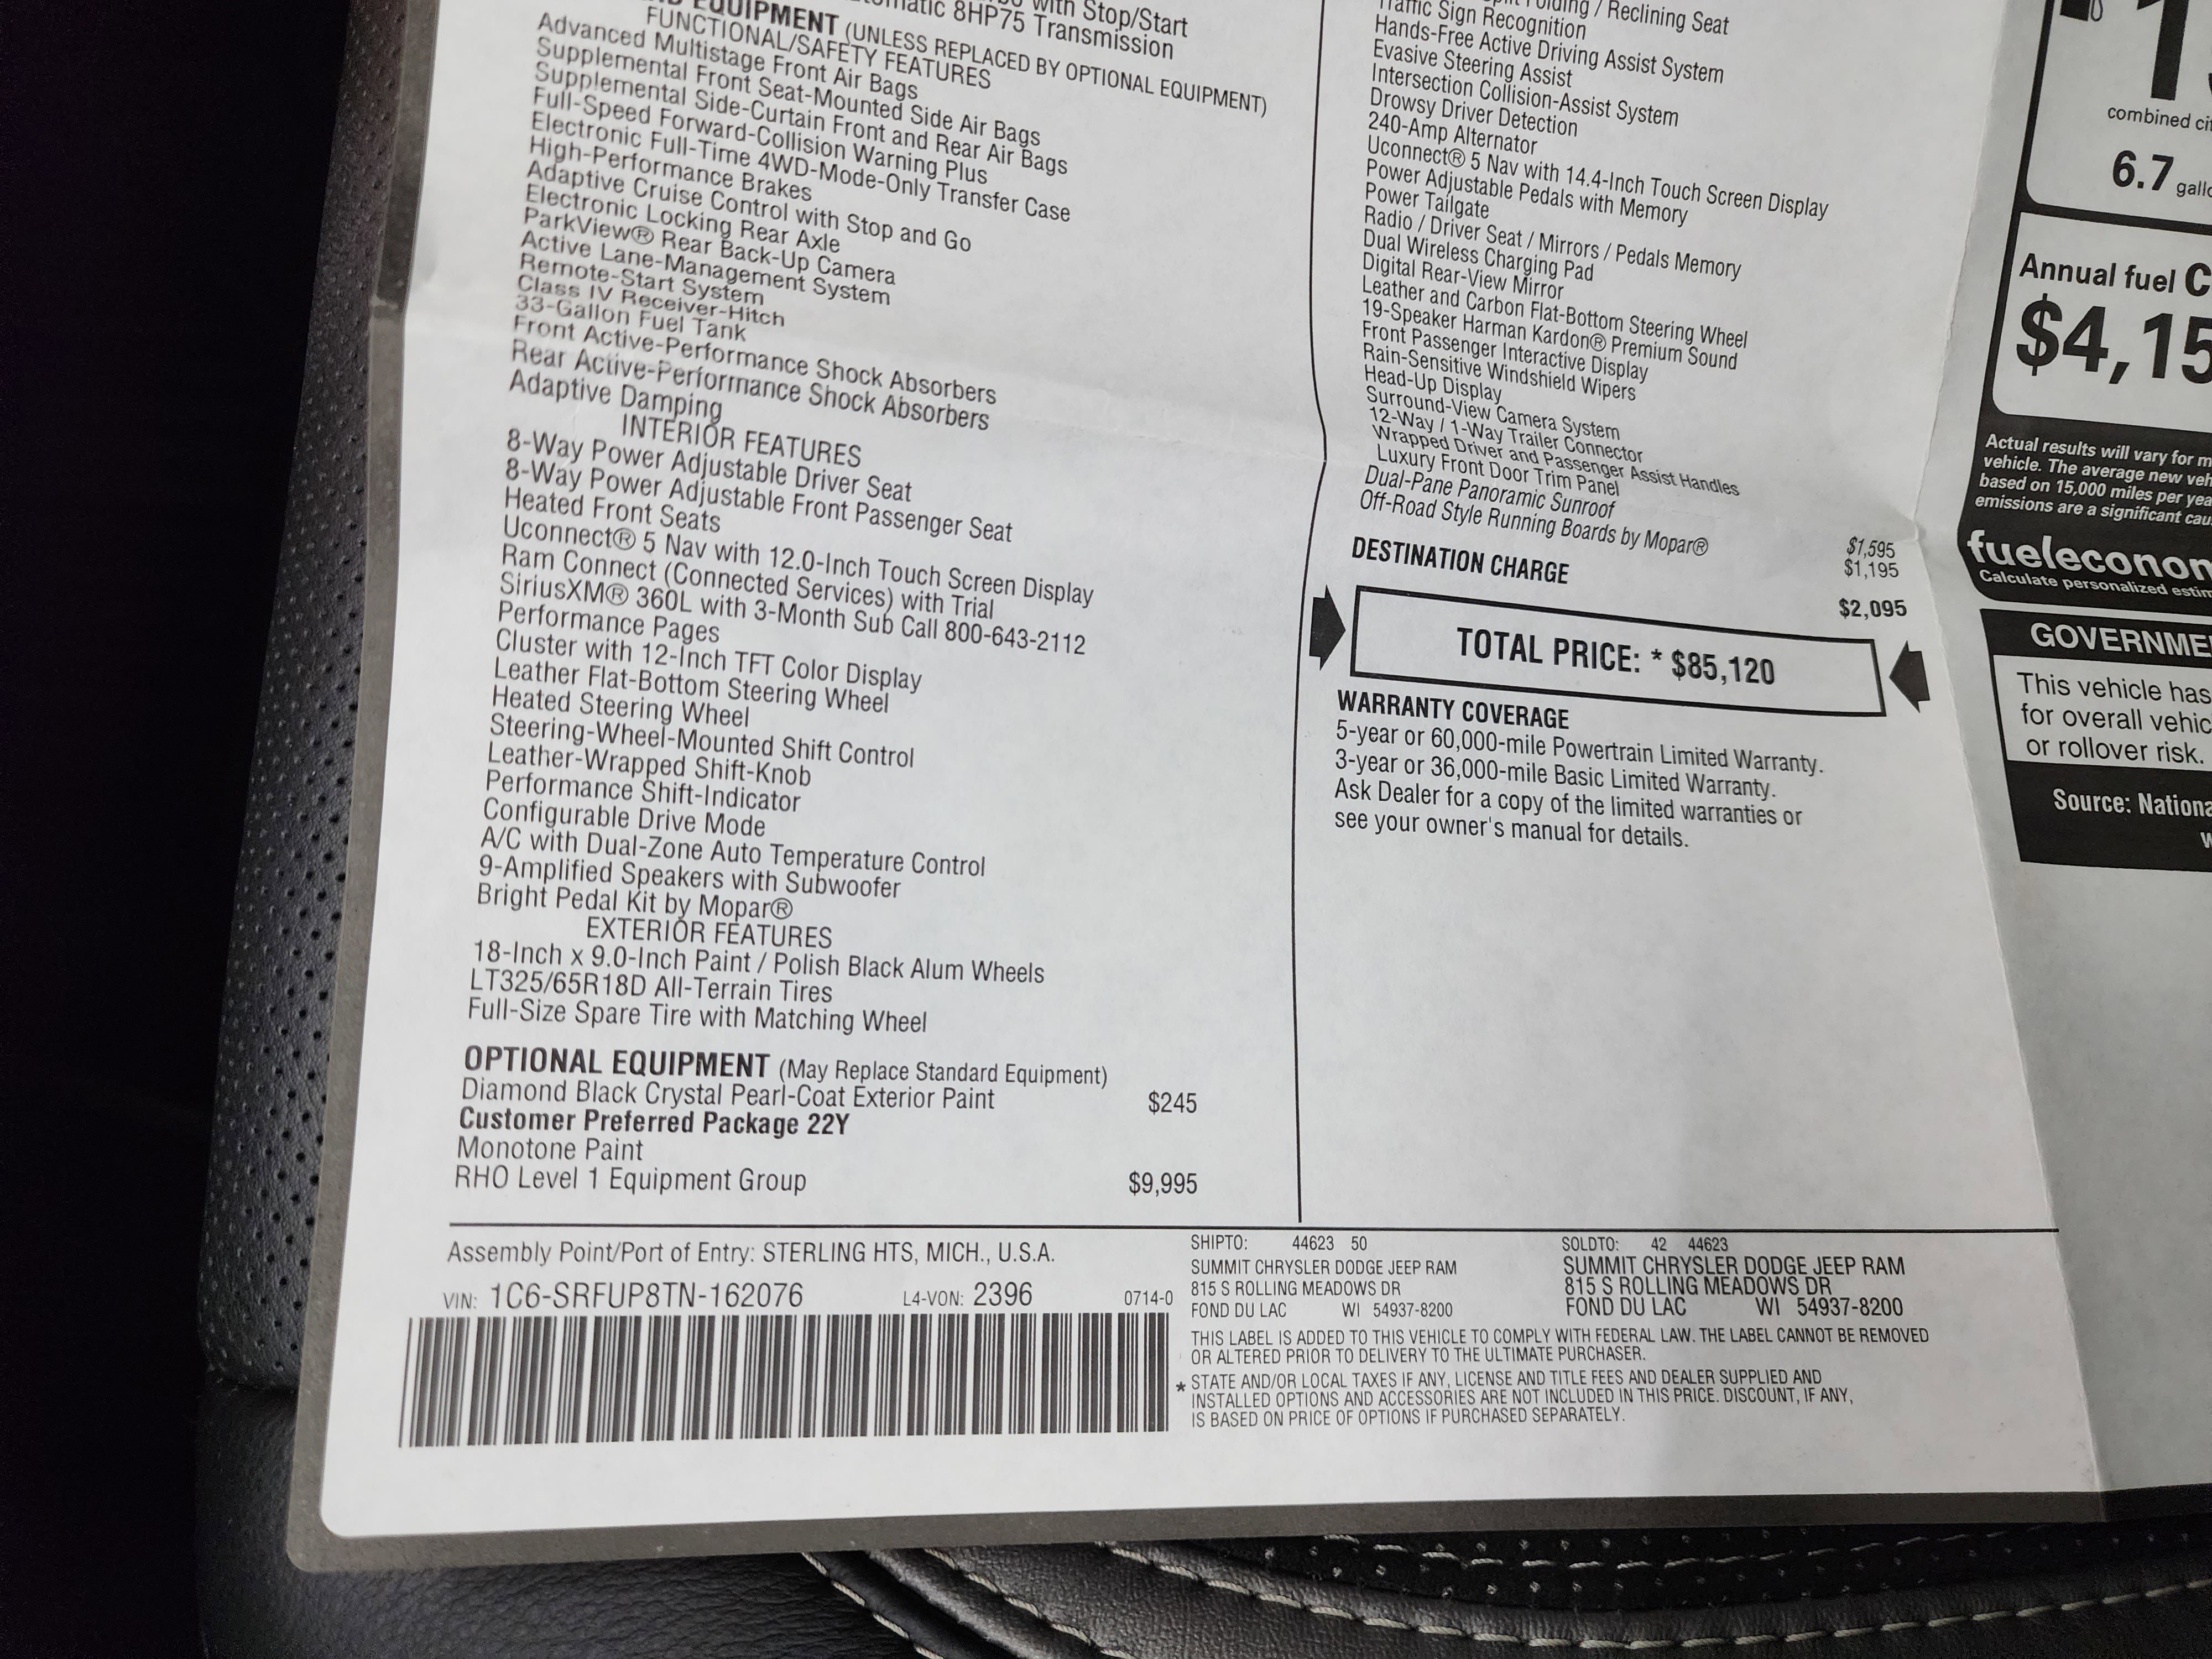 with Stop/Start
8HP75 Transmission
EQUIPMENT (UNLESS REPLACED BY OPTIONAL EQUIPMENT)
FUNCTIONAL/SAFETY FEATURES
Advanced Multistage Front Air Bags
Supplemental Front Seat-Mounted Side Air Bags
Supplemental Side-Curtain Front and Rear Air Bags
Full-Speed Forward-Collision Warning Plus
Electronic Full-Time 4WD-Mode-Only Transfer Case
High-Performance Brakes
Adaptive Cruise Control with Stop and Go
Electronic Locking Rear Axle
ParkView® Rear Back-Up Camera
Active Lane-Management System
Remote-Start System
Class IV Receiver-Hitch
33-Gallon Fuel Tank
Front Active-Performance Shock Absorbers
Rear Active-Performance Shock Absorbers
Adaptive Damping
INTERIOR FEATURES
8-Way Power Adjustable Driver Seat
8-Way Power Adjustable Front Passenger Seat
Heated Front Seats
Uconnect® 5 Nav with 12.0-Inch Touch Screen Display
Ram Connect (Connected Services) with Trial
SiriusXM® 360L with 3-Month Sub Call 800-643-2112
Performance Pages
Cluster with 12-Inch TFT Color Display
Leather Flat-Bottom Steering Wheel
Heated Steering Wheel
Steering-Wheel-Mounted Shift Control
Leather-Wrapped Shift-Knob
Performance Shift-Indicator
Configurable Drive Mode
A/C with Dual-Zone Auto Temperature Control
9-Amplified Speakers with Subwoofer
Bright Pedal Kit by Mopar®
EXTERIOR FEATURES
18-Inch x 9.0-Inch Paint / Polish Black Alum Wheels
LT325/65R18D All-Terrain Tires
Full-Size Spare Tire with Matching Wheel
OPTIONAL EQUIPMENT (May Replace Standard Equipment)
Diamond Black Crystal Pearl-Coat Exterior Paint $245
Customer Preferred Package 22Y
Monotone Paint
RHO Level 1 Equipment Group $9,995
Folding / Reclining Seat
Traffic Sign Recognition
Hands-Free Active Driving Assist System
Evasive Steering Assist
Intersection Collision-Assist System
Drowsy Driver Detection
240-Amp Alternator
Uconnect® 5 Nav with 14.4-Inch Touch Screen Display
Power Adjustable Pedals with Memory
Power Tailgate
Radio / Driver Seat / Mirrors / Pedals Memory
Dual Wireless Charging Pad
Digital Rear-View Mirror
Leather and Carbon Flat-Bottom Steering Wheel
19-Speaker Harman Kardon® Premium Sound
Front Passenger Interactive Display
Rain-Sensitive Windshield Wipers
Head-Up Display
Surround-View Camera System
12-Way / 1-Way Trailer Connector
Wrapped Driver and Passenger Assist Handles
Luxury Front Door Trim Panel
Dual-Pane Panoramic Sunroof $1,595
Off-Road Style Running Boards by Mopar® $1,195
DESTINATION CHARGE $2,095
TOTAL PRICE: * $85,120
WARRANTY COVERAGE
5-year or 60,000-mile Powertrain Limited Warranty.
3-year or 36,000-mile Basic Limited Warranty.
Ask Dealer for a copy of the limited warranties or
see your owner's manual for details.
combined
6.7
Annual fuel
$4,15
Actual results will vary for
vehicle. The average new
based on 15,000 miles per
emissions are a significant
Calculate personalized
This vehicle has
for overall
or rollover risk.
Source:
Assembly Point/Port of Entry: STERLING HTS, MICH., U.S.A.
VIN: 1C6-SRFUP8TN-162076 L4-VON: 2396 0714-0
SHIPTO: 44623 50
SUMMIT CHRYSLER DODGE JEEP RAM
815 S ROLLING MEADOWS DR
FOND DU LAC WI 54937-8200
SOLDTO: 42 44623
SUMMIT CHRYSLER DODGE JEEP RAM
815 S ROLLING MEADOWS DR
FOND DU LAC WI 54937-8200
THIS LABEL IS ADDED TO THIS VEHICLE TO COMPLY WITH FEDERAL LAW. THE LABEL CANNOT BE REMOVED
OR ALTERED PRIOR TO DELIVERY TO THE ULTIMATE PURCHASER.
* STATE AND/OR LOCAL TAXES IF ANY, LICENSE AND TITLE FEES AND DEALER SUPPLIED AND
INSTALLED OPTIONS AND ACCESSORIES ARE NOT INCLUDED IN THIS PRICE. DISCOUNT, IF ANY,
IS BASED ON PRICE OF OPTIONS IF PURCHASED SEPARATELY.